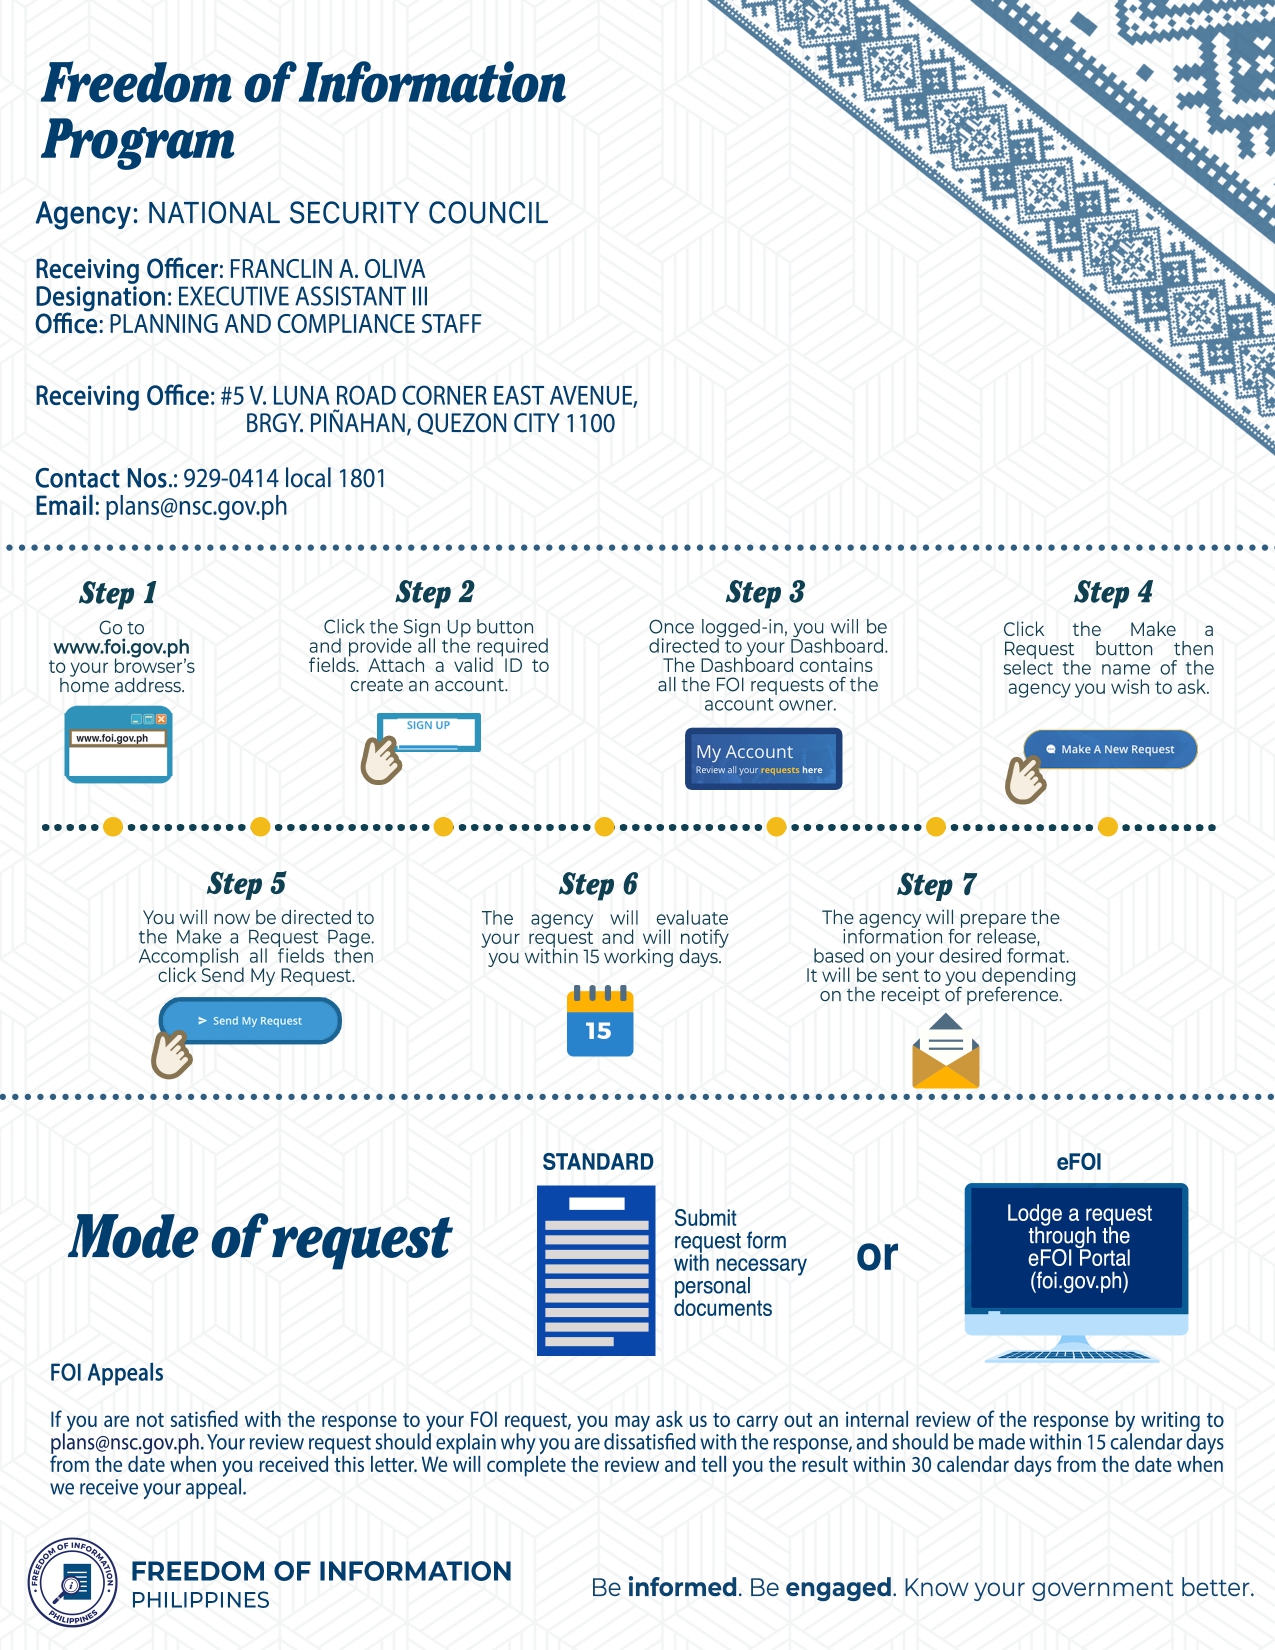 Freedom of Information
Program
Agency: NATIONAL SECURITY COUNCIL
Receiving Officer: FRANCLIN A. OLIVA
Designation: EXECUTIVE ASSISTANT III
Office: PLANNING AND COMPLIANCE STAFF
Receiving Office: #5 V. LUNA ROAD CORNER EAST AVENUE,
BRGY. PIÑAHAN, QUEZON CITY 1100
Contact Nos.: 929-0414 local 1801
Email: plans@nsc.gov.ph
Step 1
Go to
www.foi.gov.ph
to your browser's
home address.
www.foi.gov.ph
Step 2
Click the Sign Up button
and provide all the required
fields. Attach a valid ID to
create an account.
SIGN UP
Step 3
Once logged-in, you will be
directed to your Dashboard.
The Dashboard contains
all the FOI requests of the
account owner.
My Account
Review all your requests here
Step 4
Click the Make a
Request button then
select the name of the
agency you wish to ask.
Make A New Request
Step 5
You will now be directed to
the Make a Request Page.
Accomplish all fields then
click Send My Request.
Send My Request
Step 6
The agency will evaluate
your request and will notify
you within 15 working days.
15
Step 7
The agency will prepare the
information for release,
based on your desired format.
It will be sent to you depending
on the receipt of preference.
Mode of request
STANDARD
Submit
request form
with necessary
personal
documents
or
eFOI
Lodge a request
through the
eFOI Portal
(foi.gov.ph)
FOI Appeals
If you are not satisfied with the response to your FOI request, you may ask us to carry out an internal review of the response by writing to
plans@nsc.gov.ph. Your review request should explain why you are dissatisfied with the response, and should be made within 15 calendar days
from the date when you received this letter. We will complete the review and tell you the result within 30 calendar days from the date when
we receive your appeal.
FREEDOM OF INFORMATION
PHILIPPINES
FREEDOM OF INFORMATION
PHILIPPINES
Be informed. Be engaged. Know your government better.